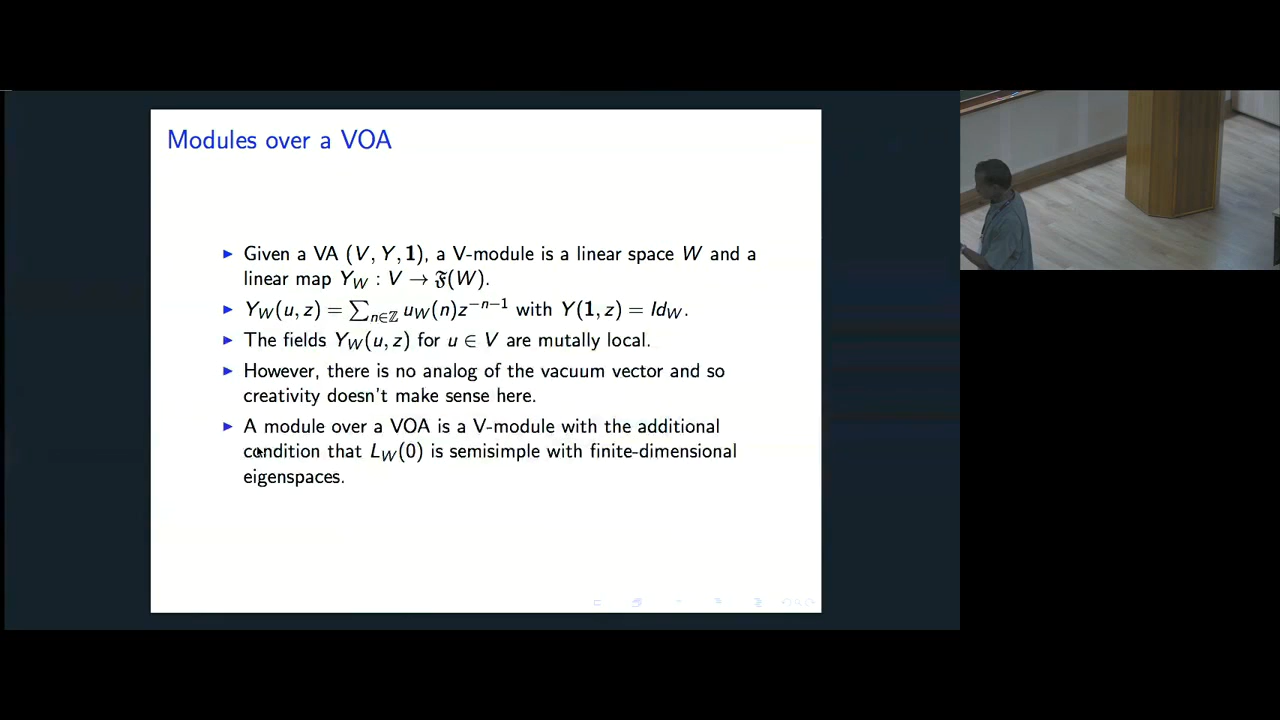 Modules over a VOA
▶ Given a VA (V, Y, 𝟏), a V-module is a linear space W and a
linear map Y_W : V → 𝔉(W).
▶ Y_W(u, z) = ∑_{n∈ℤ} u_W(n)z^{−n−1} with Y(𝟏, z) = Id_W.
▶ The fields Y_W(u, z) for u ∈ V are mutally local.
▶ However, there is no analog of the vacuum vector and so
creativity doesn't make sense here.
▶ A module over a VOA is a V-module with the additional
condition that L_W(0) is semisimple with finite-dimensional
eigenspaces.